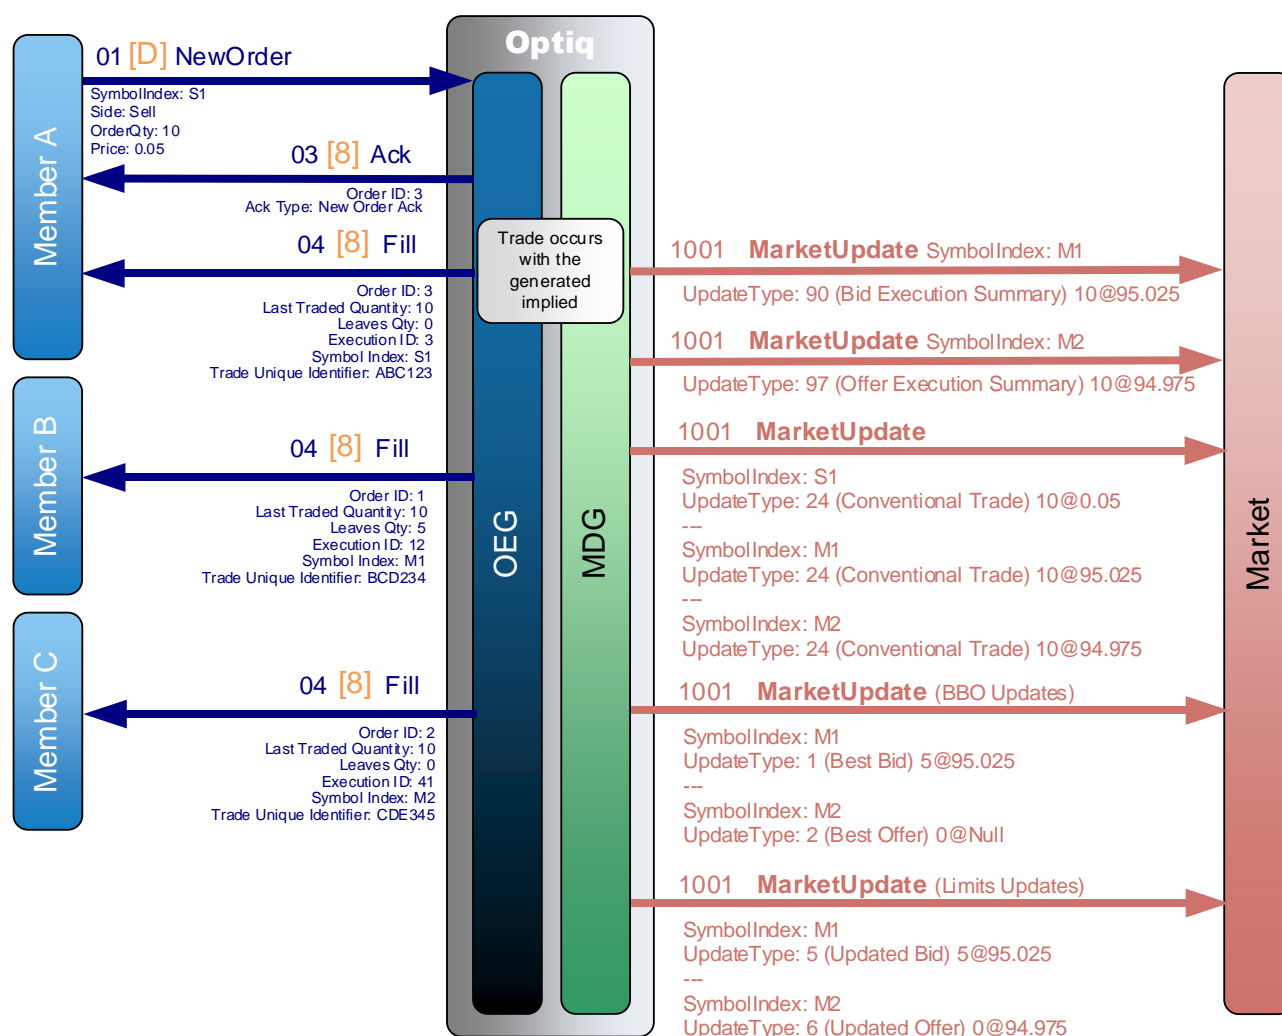 Optiq
Member A
01 [D] NewOrder
SymbolIndex: S1
Side: Sell
OrderQty: 10
Price: 0.05
03 [8] Ack
Order ID: 3
Ack Type: New Order Ack
04 [8] Fill
Order ID: 3
Last Traded Quantity: 10
Leaves Qty: 0
Execution ID: 3
Symbol Index: S1
Trade Unique Identifier: ABC123
Member B
04 [8] Fill
Order ID: 1
Last Traded Quantity: 10
Leaves Qty: 5
Execution ID: 12
Symbol Index: M1
Trade Unique Identifier: BCD234
Member C
04 [8] Fill
Order ID: 2
Last Traded Quantity: 10
Leaves Qty: 0
Execution ID: 41
Symbol Index: M2
Trade Unique Identifier: CDE345
OEG
MDG
Trade occurs
with the
generated
implied
1001 MarketUpdate SymbolIndex: M1
UpdateType: 90 (Bid Execution Summary) 10@95.025
1001 MarketUpdate SymbolIndex: M2
UpdateType: 97 (Offer Execution Summary) 10@94.975
1001 MarketUpdate
SymbolIndex: S1
UpdateType: 24 (Conventional Trade) 10@0.05
---
SymbolIndex: M1
UpdateType: 24 (Conventional Trade) 10@95.025
---
SymbolIndex: M2
UpdateType: 24 (Conventional Trade) 10@94.975
1001 MarketUpdate (BBO Updates)
SymbolIndex: M1
UpdateType: 1 (Best Bid) 5@95.025
---
SymbolIndex: M2
UpdateType: 2 (Best Offer) 0@Null
1001 MarketUpdate (Limits Updates)
SymbolIndex: M1
UpdateType: 5 (Updated Bid) 5@95.025
---
SymbolIndex: M2
UpdateType: 6 (Updated Offer) 0@94.975
Market